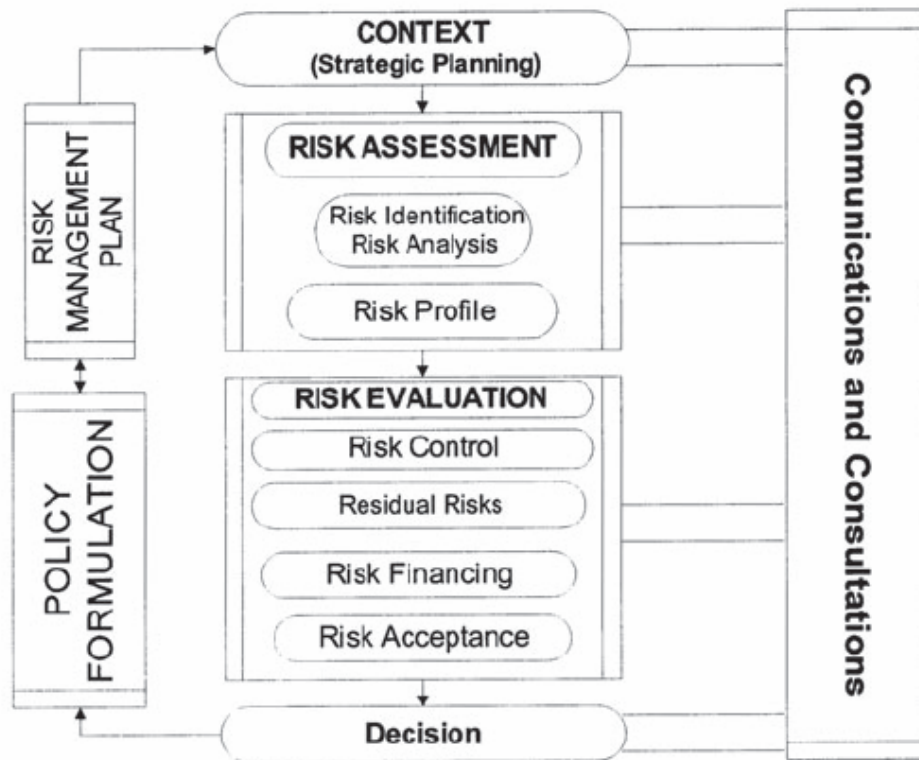 CONTEXT
(Strategic Planning)
RISK ASSESSMENT
Risk Identification
Risk Analysis
Risk Profile
RISK EVALUATION
Risk Control
Residual Risks
Risk Financing
Risk Acceptance
Decision
RISK
MANAGEMENT
PLAN
POLICY
FORMULATION
Communications and Consultations